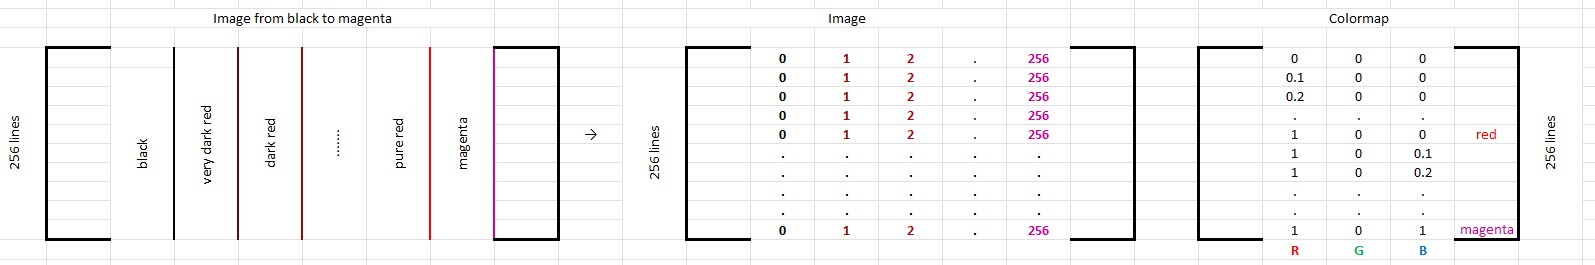 Image from black to magenta Image Colormap
0 1 2 . 256 0 0 0
0 1 2 . 256 0.1 0 0
0 1 2 . 256 0.2 0 0
0 1 2 . 256 . . .
0 1 2 . 256 1 0 0 red
. . . . . 1 0 0.1
. . . . . 1 0 0.2
. . . . . . . .
. . . . . . . .
0 1 2 . 256 1 0 1 magenta
R G B
256 lines
black
very dark red
dark red
........
pure red
magenta
→
256 lines
256 lines